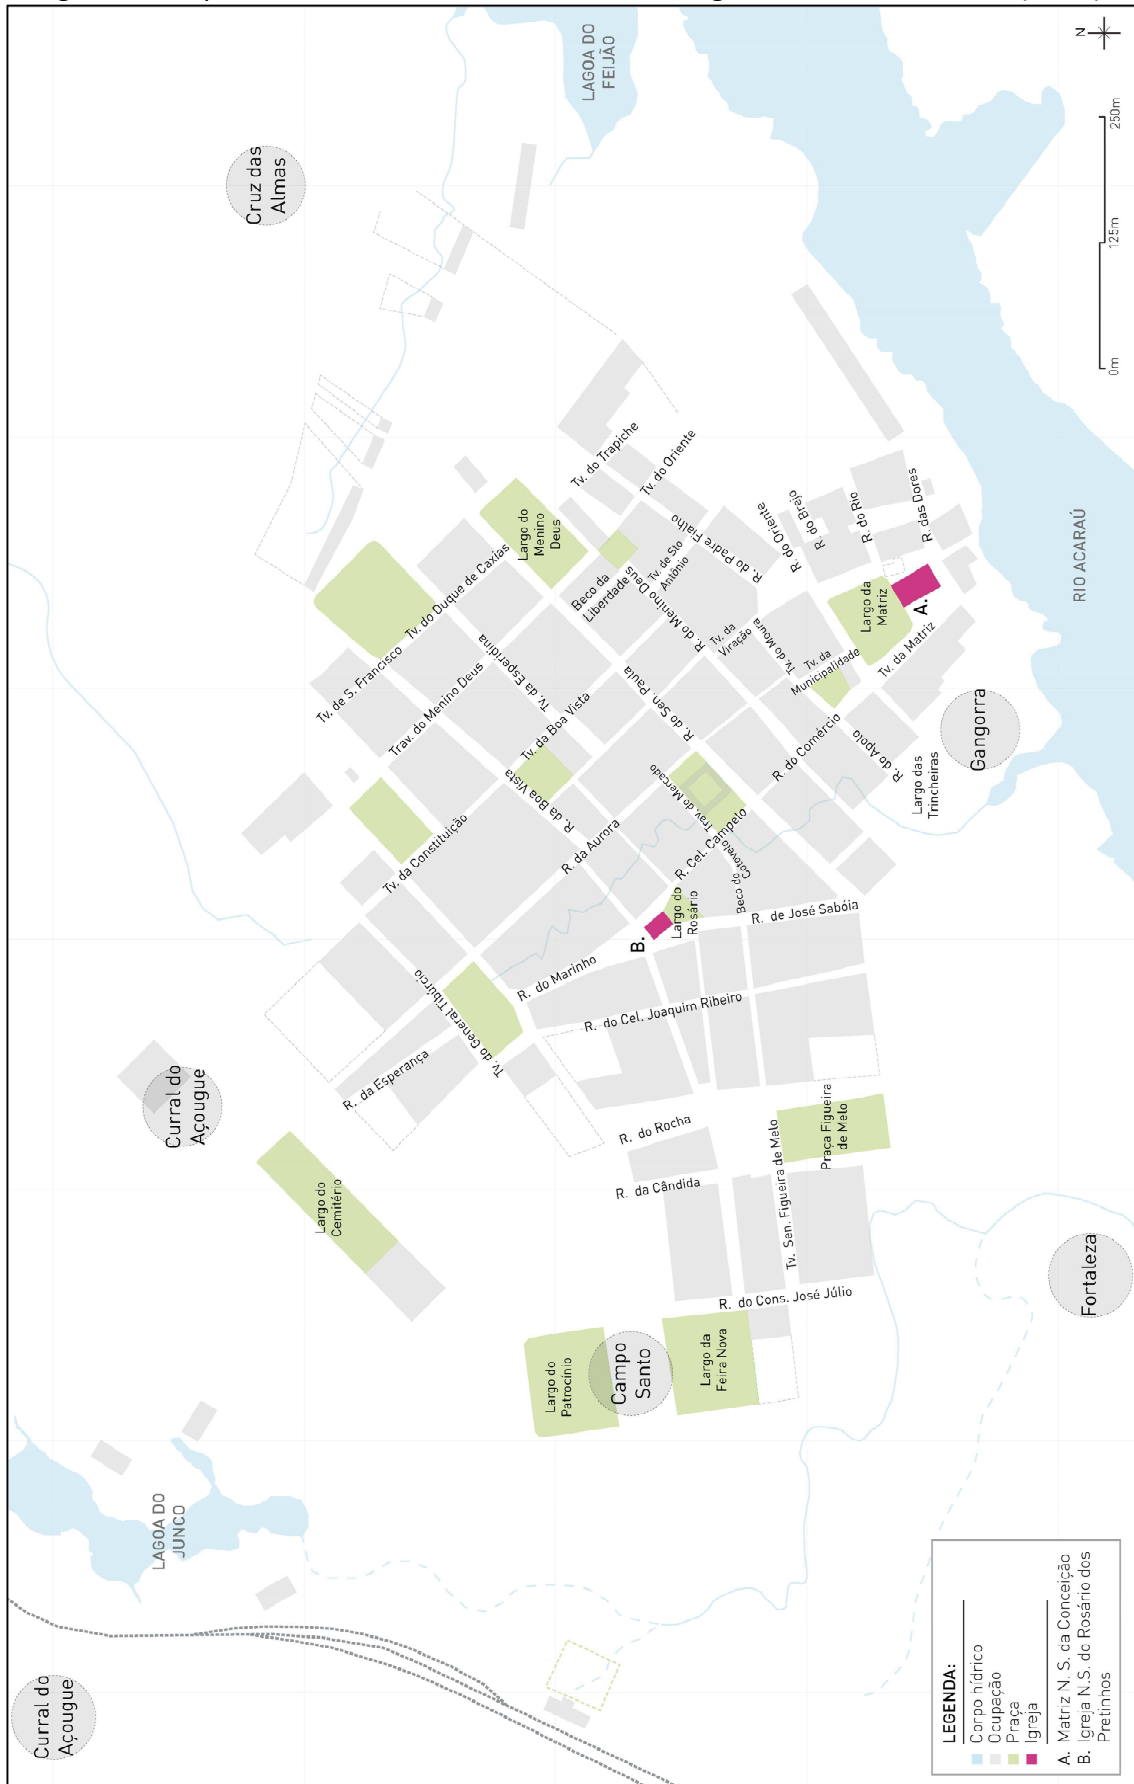 LAGOA DO
FEIJÃO
Cruz das
Almas
N
0m
125m
250m
Tv. do Trapiche
Tv. do Oriente
Largo do
Menino
Deus
Tv. do Duque de Caxias
Beco da
Liberdade
Tv. de Sto
Antônio
R. do Padre Fialho
R. do Oriente
R. do Brejo
R. do Rio
R. das Dores
RIO ACARAÚ
Tv. de S. Francisco
Trav. do Menino Deus
Tv. da Esperidina
R. do Menino Deus
Tv. da
Viração
Tv. do Moura
Tv. da
Municipalidade
Largo da
Matriz
A.
Tv. da Matriz
Tv. da Boa Vista
R. do Sen. Paula
R. da Boa Vista
Trav. do Mercado
R. do Comércio
R. do Apolo
Largo das
Trincheiras
Gangorra
Tv. da Constituição
R. da Aurora
R. Cel. Campelo
Beco do
Cotovelo
Largo do
Rosário
B.
R. de José Sabóia
R. do Marinho
R. do Cel. Joaquim Ribeiro
Tv. do General Tibúrcio
R. da Esperança
Curral do
Açougue
Largo do
Cemitério
R. do Rocha
R. da Cândida
Tv. Sen. Figueira de Melo
Praça Figueira
de Melo
R. do Cons. José Júlio
Fortaleza
Largo do
Patrocínio
Campo
Santo
Largo da
Feira Nova
LAGOA DO
JUNCO
Curral do
Açougue
LEGENDA:
Corpo hídrico
Ocupação
Praça
Igreja
A. Matriz N. S. da Conceição
B. Igreja N.S. do Rosário dos
Pretinhos